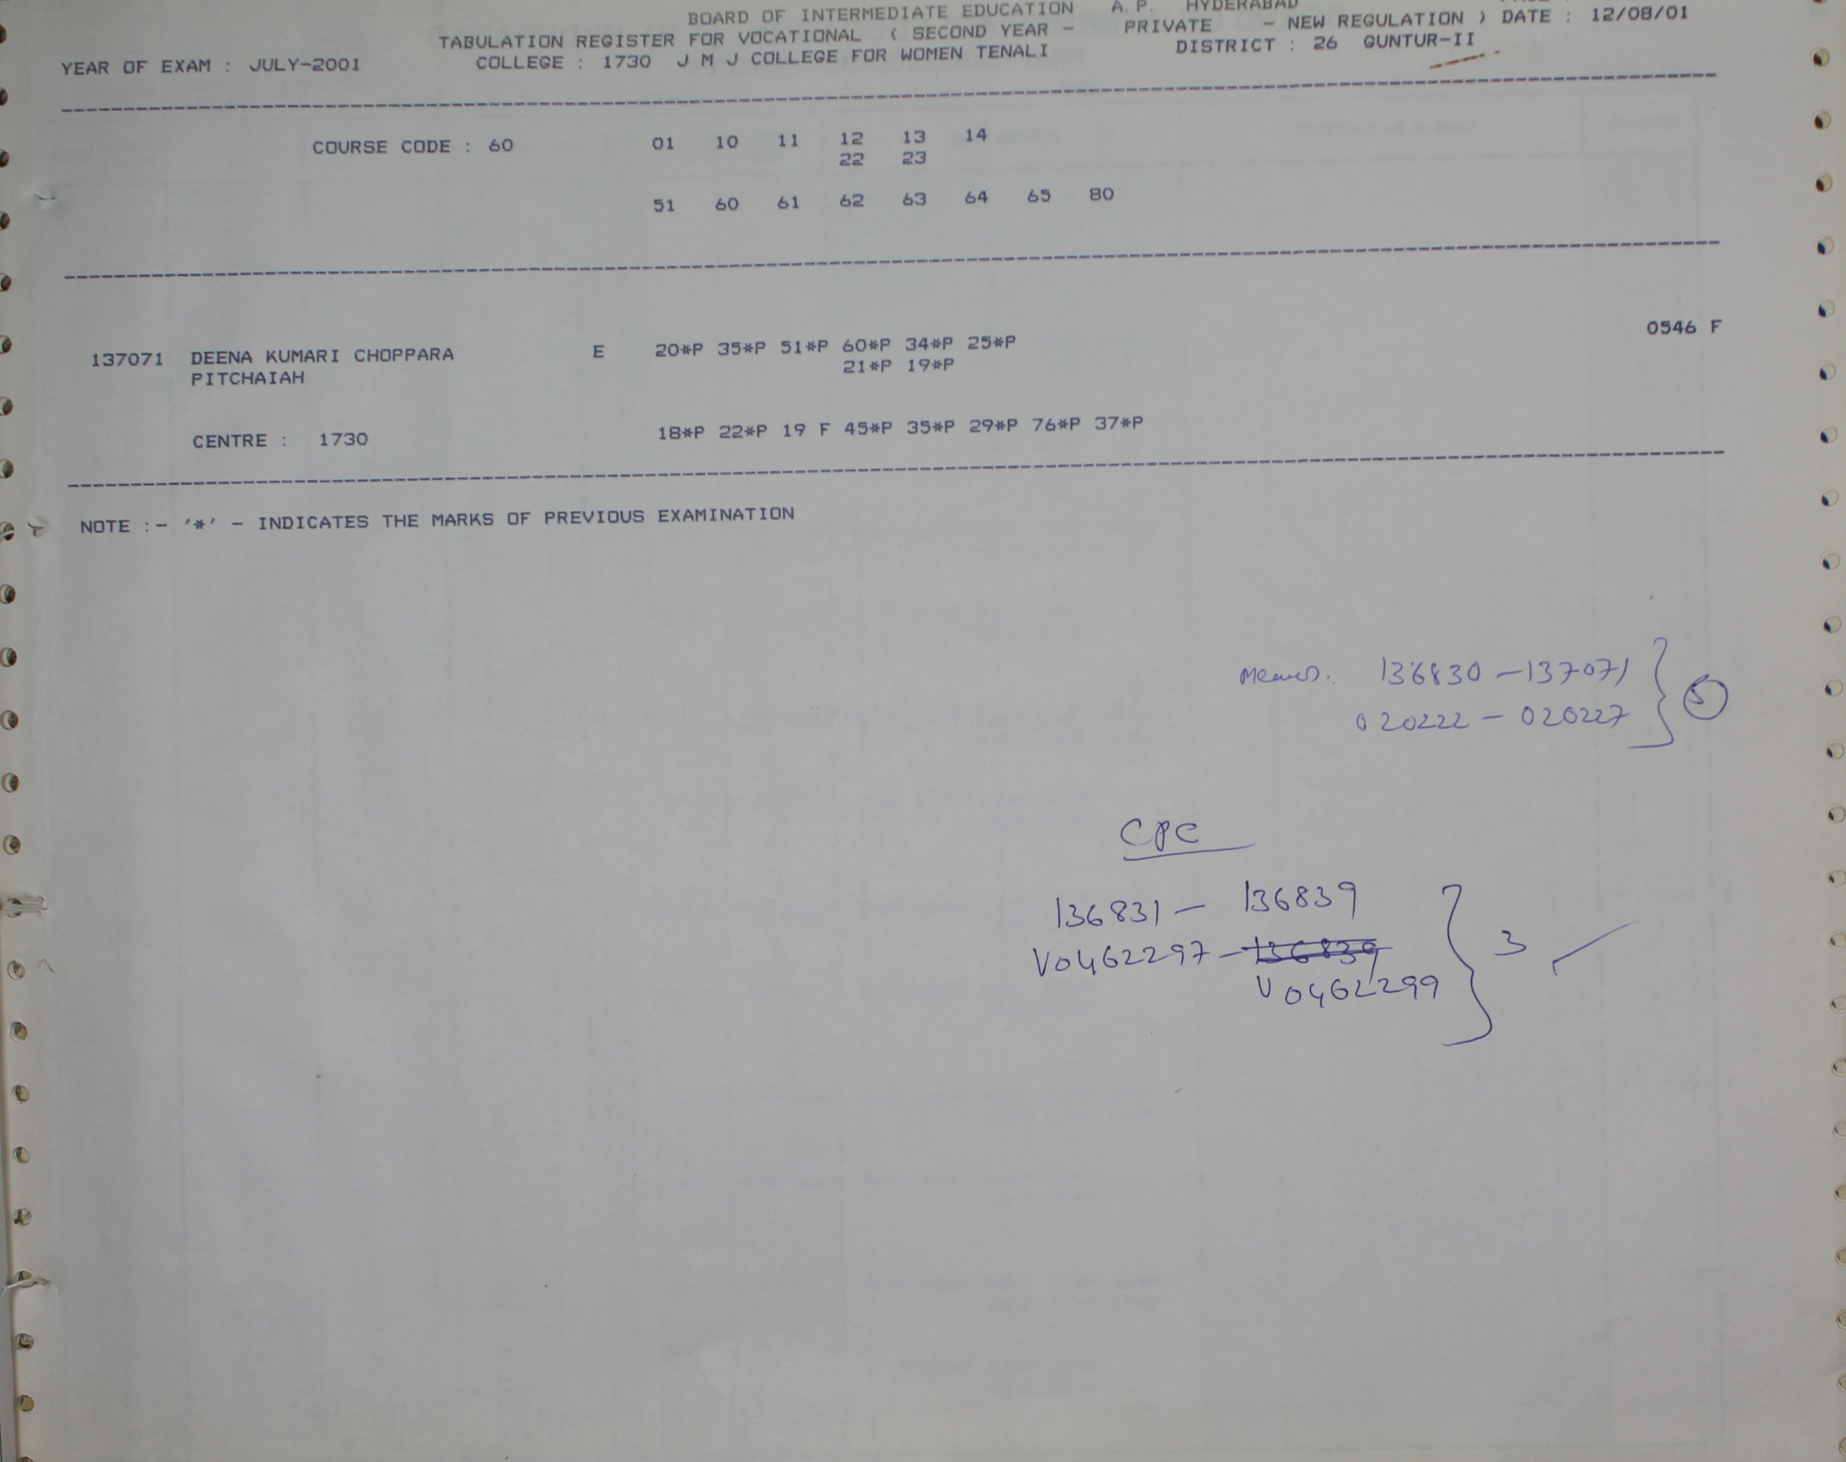 BOARD OF INTERMEDIATE EDUCATION A. P. HYDERABAD
TABULATION REGISTER FOR VOCATIONAL ( SECOND YEAR - PRIVATE - NEW REGULATION ) DATE : 12/08/01
YEAR OF EXAM : JULY-2001 COLLEGE : 1730 J M J COLLEGE FOR WOMEN TENALI DISTRICT : 26 GUNTUR-II
COURSE CODE : 60 01 10 11 12 13 14
22 23
51 60 61 62 63 64 65 80
137071 DEENA KUMARI CHOPPARA E 20*P 35*P 51*P 60*P 34*P 25*P 0546 F
PITCHAIAH 21*P 19*P
CENTRE : 1730 18*P 22*P 19 F 45*P 35*P 29*P 76*P 37*P
NOTE :- '*' - INDICATES THE MARKS OF PREVIOUS EXAMINATION
136830 - 137071
020222 - 020227 5
CPC
136831 - 136839
V0462297 - 136839 3
V0462299